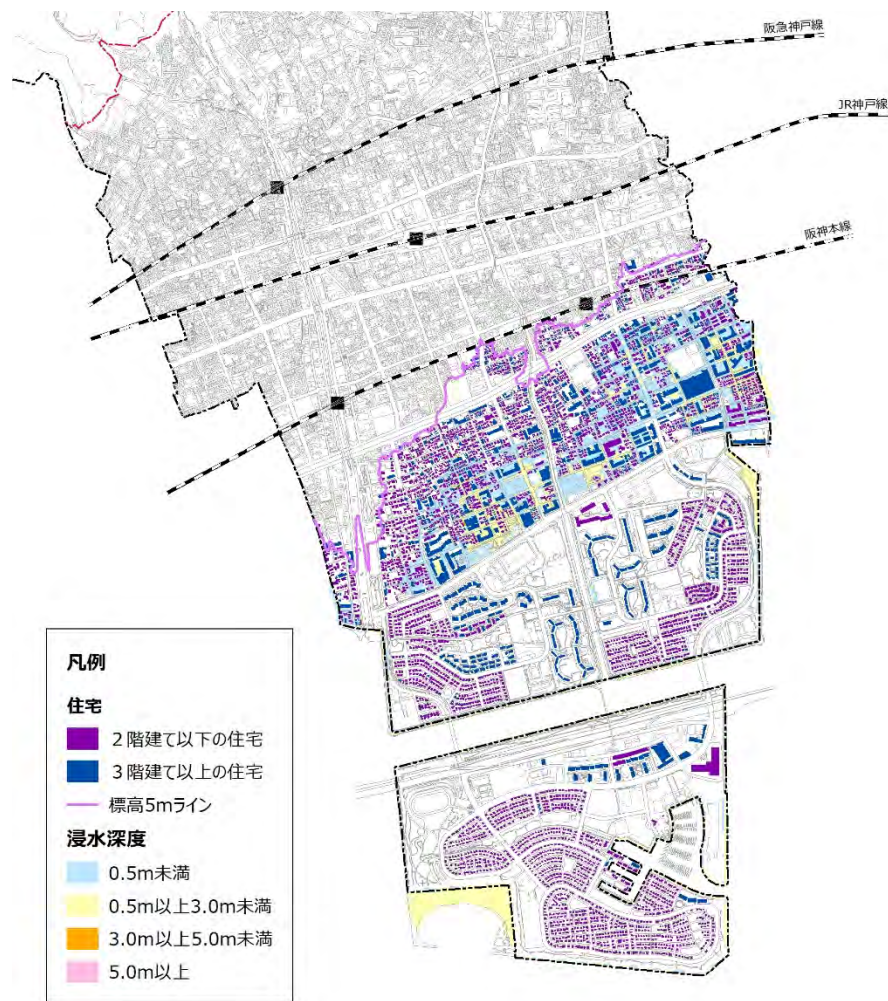 阪急神戸線
JR神戸線
阪神本線
凡例
住宅
２階建て以下の住宅
３階建て以上の住宅
標高5mライン
浸水深度
0.5m未満
0.5m以上3.0m未満
3.0m以上5.0m未満
5.0m以上